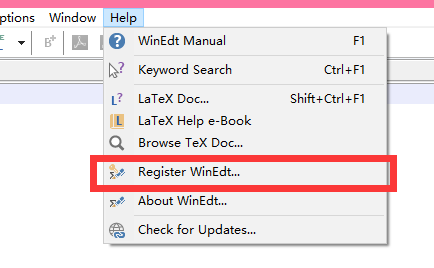 ptions Window Help
WinEdt Manual F1
Keyword Search Ctrl+F1
LaTeX Doc... Shift+Ctrl+F1
LaTeX Help e-Book
Browse TeX Doc...
Register WinEdt...
About WinEdt...
Check for Updates...